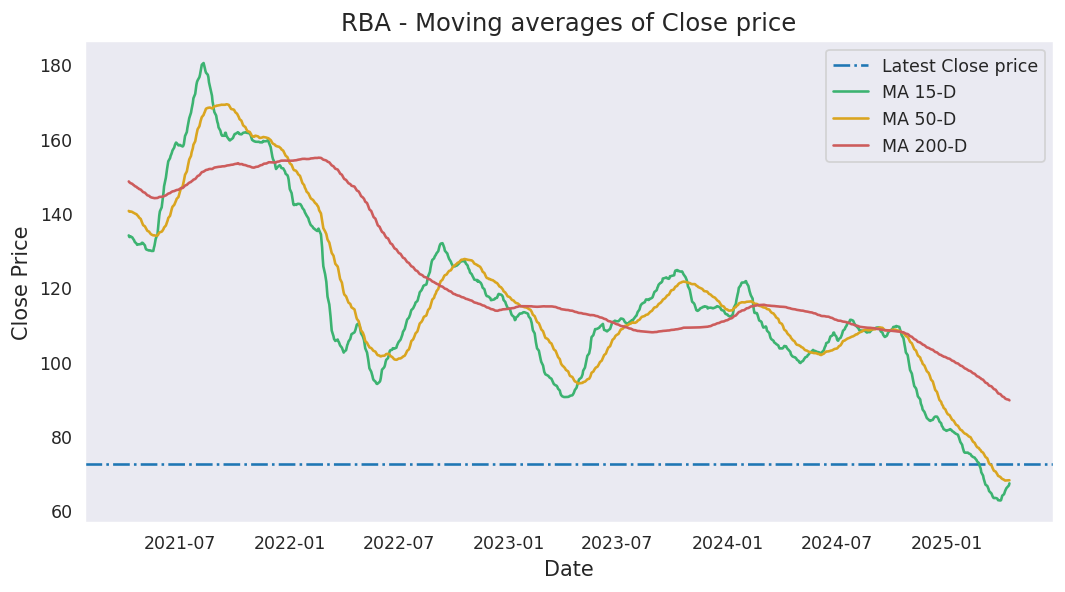 RBA - Moving averages of Close price
Latest Close price
MA 15-D
MA 50-D
MA 200-D
Close Price
180
160
140
120
100
80
60
2021-07 2022-01 2022-07 2023-01 2023-07 2024-01 2024-07 2025-01
Date